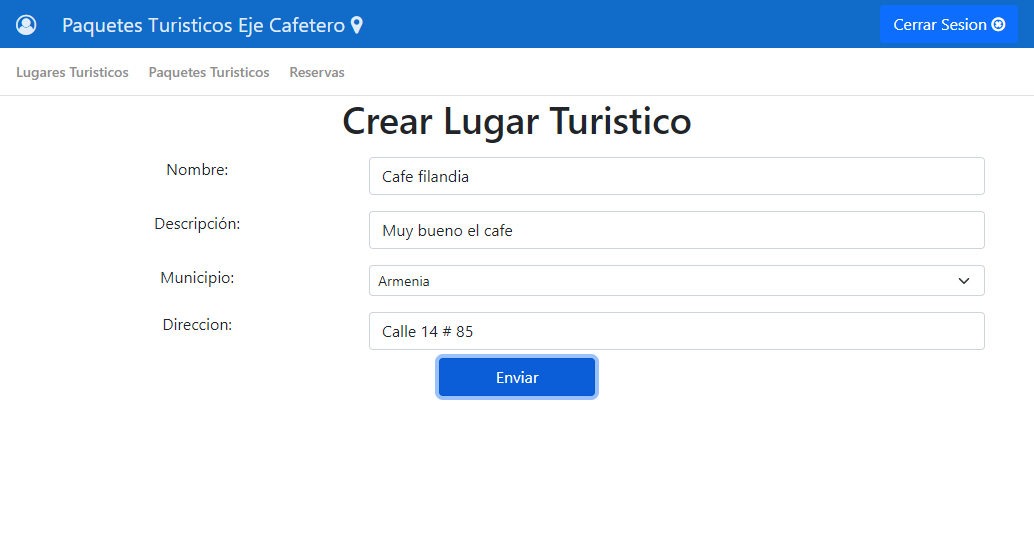 Paquetes Turisticos Eje Cafetero
Cerrar Sesion
Lugares Turisticos Paquetes Turisticos Reservas
Crear Lugar Turistico
Nombre: Cafe filandia
Descripción: Muy bueno el cafe
Municipio: Armenia
Direccion: Calle 14 # 85
Enviar